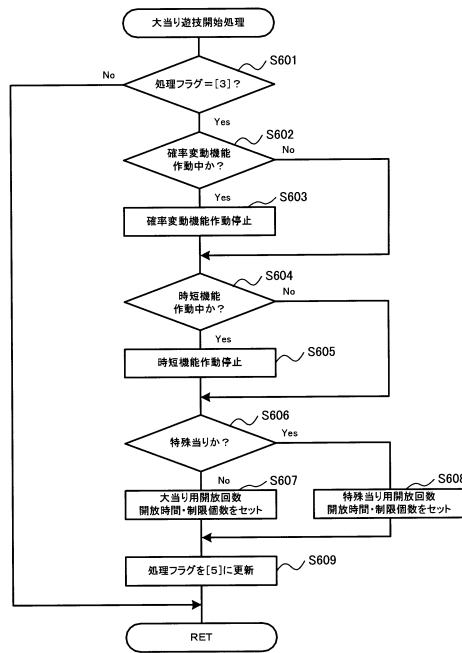 大当り遊技開始処理
S601
処理フラグ=[3]?
No
Yes
S602
確率変動機能
作動中か?
No
Yes
S603
確率変動機能作動停止
S604
時短機能
作動中か?
No
Yes
S605
時短機能作動停止
S606
特殊当りか?
Yes
No
S607
大当り用開放回数
開放時間・制限個数をセット
S608
特殊当り用開放回数
開放時間・制限個数をセット
S609
処理フラグを[5]に更新
RET